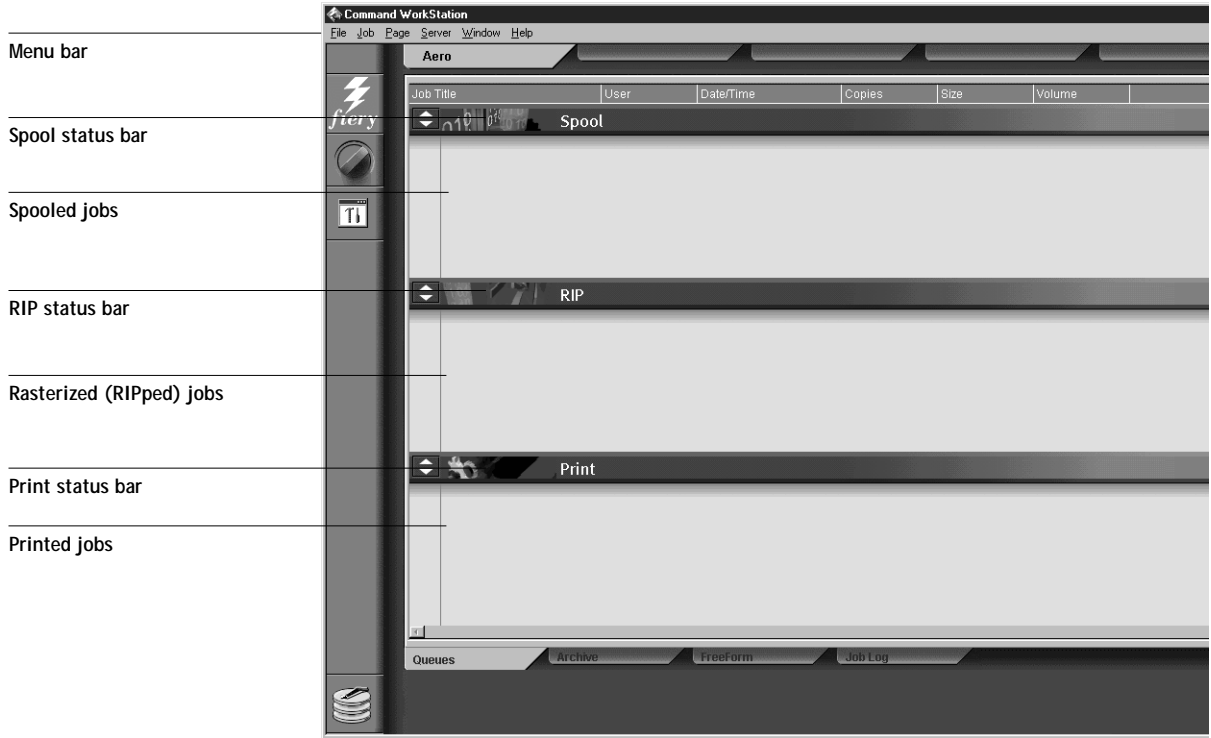 Command WorkStation
File Job Page Server Window Help
Menu bar
Aero
Job Title User Date/Time Copies Size Volume
fiery
Spool status bar
Spool
Spooled jobs
RIP status bar
RIP
Rasterized (RIPped) jobs
Print status bar
Print
Printed jobs
Queues Archive FreeForm Job Log